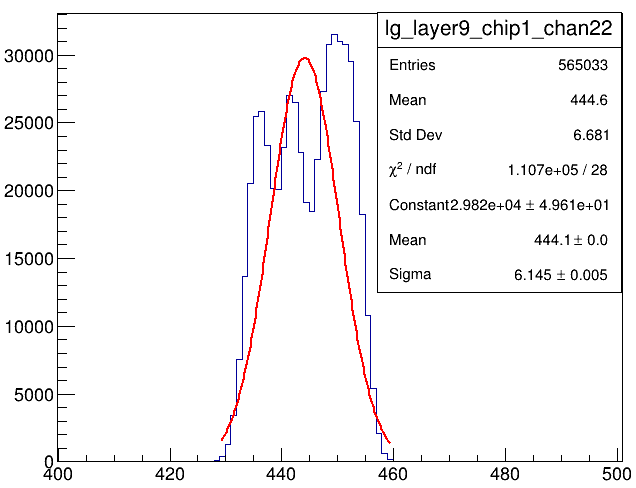 lg_layer9_chip1_chan22
Entries 565033
Mean 444.6
Std Dev 6.681
χ² / ndf 1.107e+05 / 28
Constant 2.982e+04 ± 4.961e+01
Mean 444.1 ± 0.0
Sigma 6.145 ± 0.005
30000
25000
20000
15000
10000
5000
0
400 420 440 460 480 500